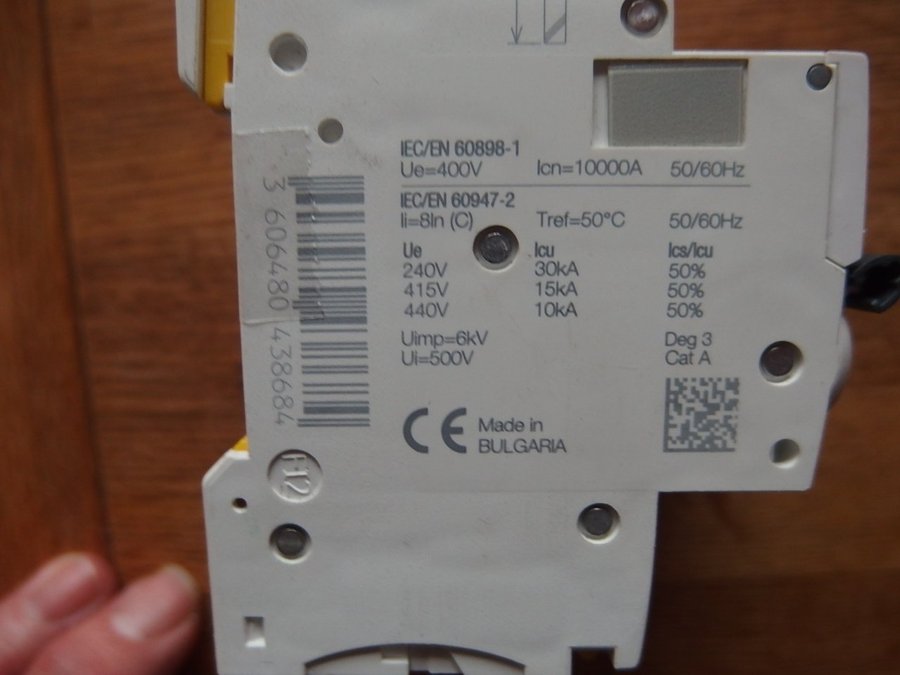 IEC/EN 60898-1
Ue=400V Icn=10000A 50/60Hz
IEC/EN 60947-2
Ii=8In (C) Tref=50°C 50/60Hz
Ue Icu Ics/Icu
240V 30kA 50%
415V 15kA 50%
440V 10kA 50%
Uimp=6kV Deg 3
Ui=500V Cat A
CE Made in
BULGARIA
3 606480 438684
H2